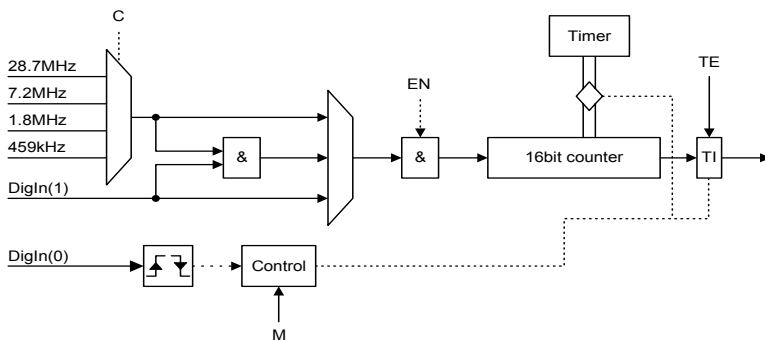 C
Timer
28.7MHz
TE
7.2MHz
EN
1.8MHz
459kHz
&
&
16bit counter
TI
DigIn(1)
DigIn(0)
Control
M